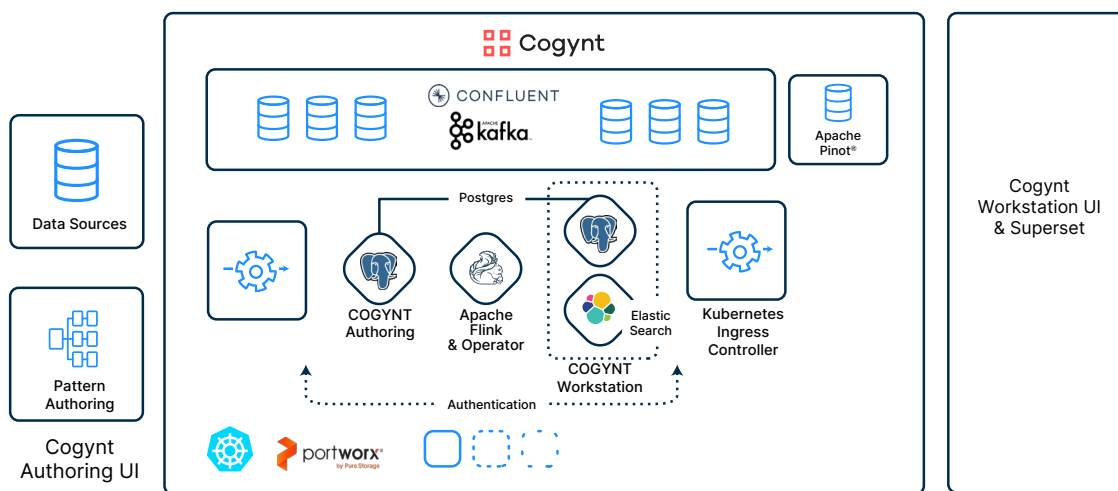 Cogynt
CONFLUENT
APACHE
kafka
Apache
Pinot®
Data Sources
Pattern
Authoring
Cogynt
Authoring UI
Postgres
COGYNT
Authoring
Apache
Flink
& Operator
Elastic
Search
COGYNT
Workstation
Kubernetes
Ingress
Controller
Authentication
portworx®
by Pure Storage
Cogynt
Workstation UI
& Superset